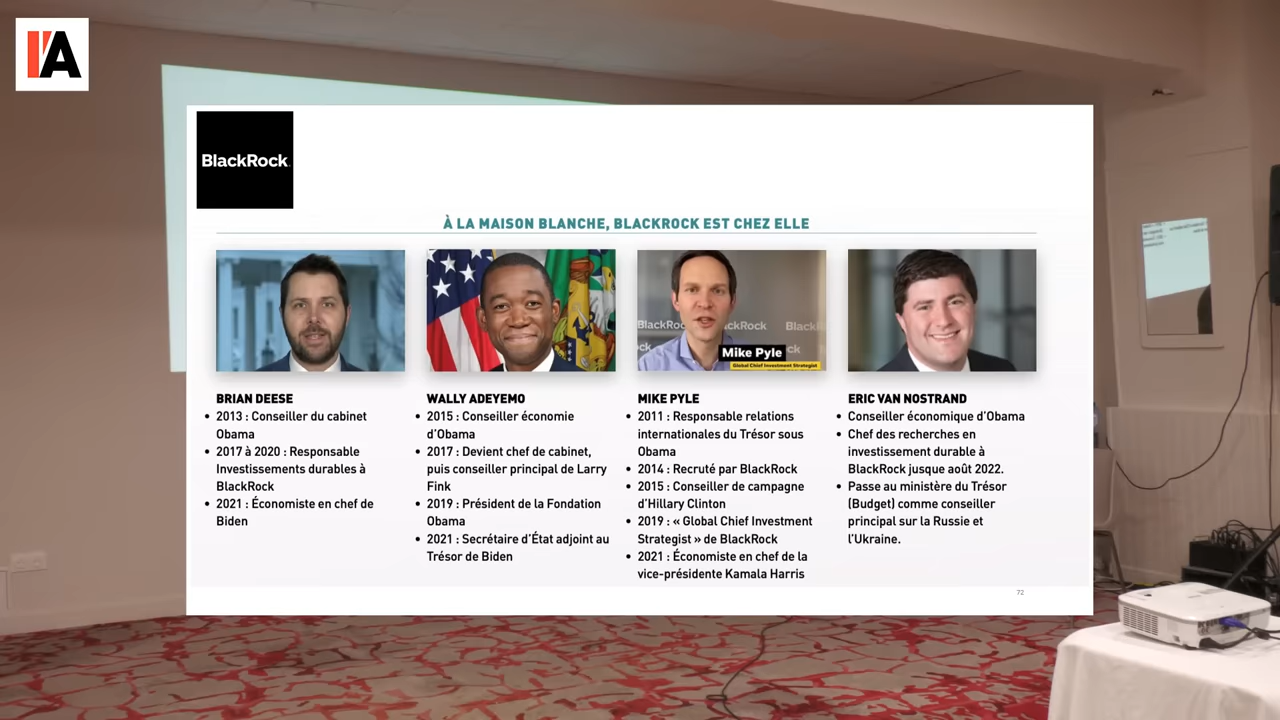 I'A
BlackRock.
À LA MAISON BLANCHE, BLACKROCK EST CHEZ ELLE
BlackRock
BlackRock
Mike Pyle
Global Chief Investment Strategist
BRIAN DEESE
• 2013 : Conseiller du cabinet
Obama
• 2017 à 2020 : Responsable
Investissements durables à
BlackRock
• 2021 : Économiste en chef de
Biden
WALLY ADEYEMO
• 2015 : Conseiller économie
d'Obama
• 2017 : Devient chef de cabinet,
puis conseiller principal de Larry
Fink
• 2019 : Président de la Fondation
Obama
• 2021 : Secrétaire d'État adjoint au
Trésor de Biden
MIKE PYLE
• 2011 : Responsable relations
internationales du Trésor sous
Obama
• 2014 : Recruté par BlackRock
• 2015 : Conseiller de campagne
d'Hillary Clinton
• 2019 : « Global Chief Investment
Strategist » de BlackRock
• 2021 : Économiste en chef de la
vice-présidente Kamala Harris
ERIC VAN NOSTRAND
• Conseiller économique d'Obama
• Chef des recherches en
investissement durable à
BlackRock jusque août 2022.
• Passe au ministère du Trésor
(Budget) comme conseiller
principal sur la Russie et
l'Ukraine.
72